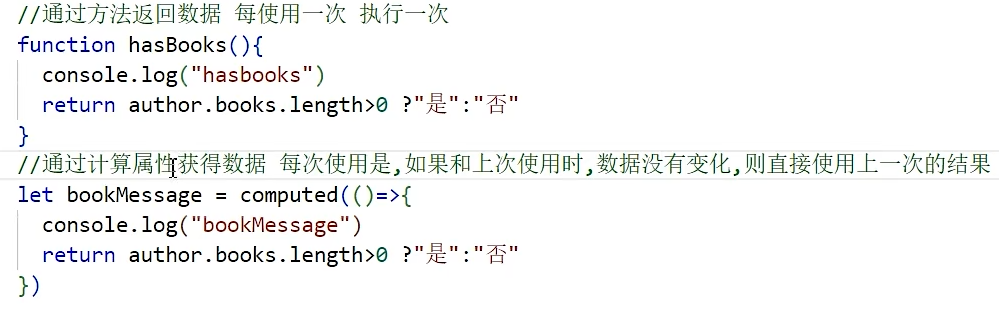 //通过方法返回数据 每使用一次 执行一次
function hasBooks(){
  console.log("hasbooks")
  return author.books.length>0 ?"是":"否"
}
//通过计算属性获得数据 每次使用是,如果和上次使用时,数据没有变化,则直接使用上一次的结果
let bookMessage = computed(()=>{
  console.log("bookMessage")
  return author.books.length>0 ?"是":"否"
})